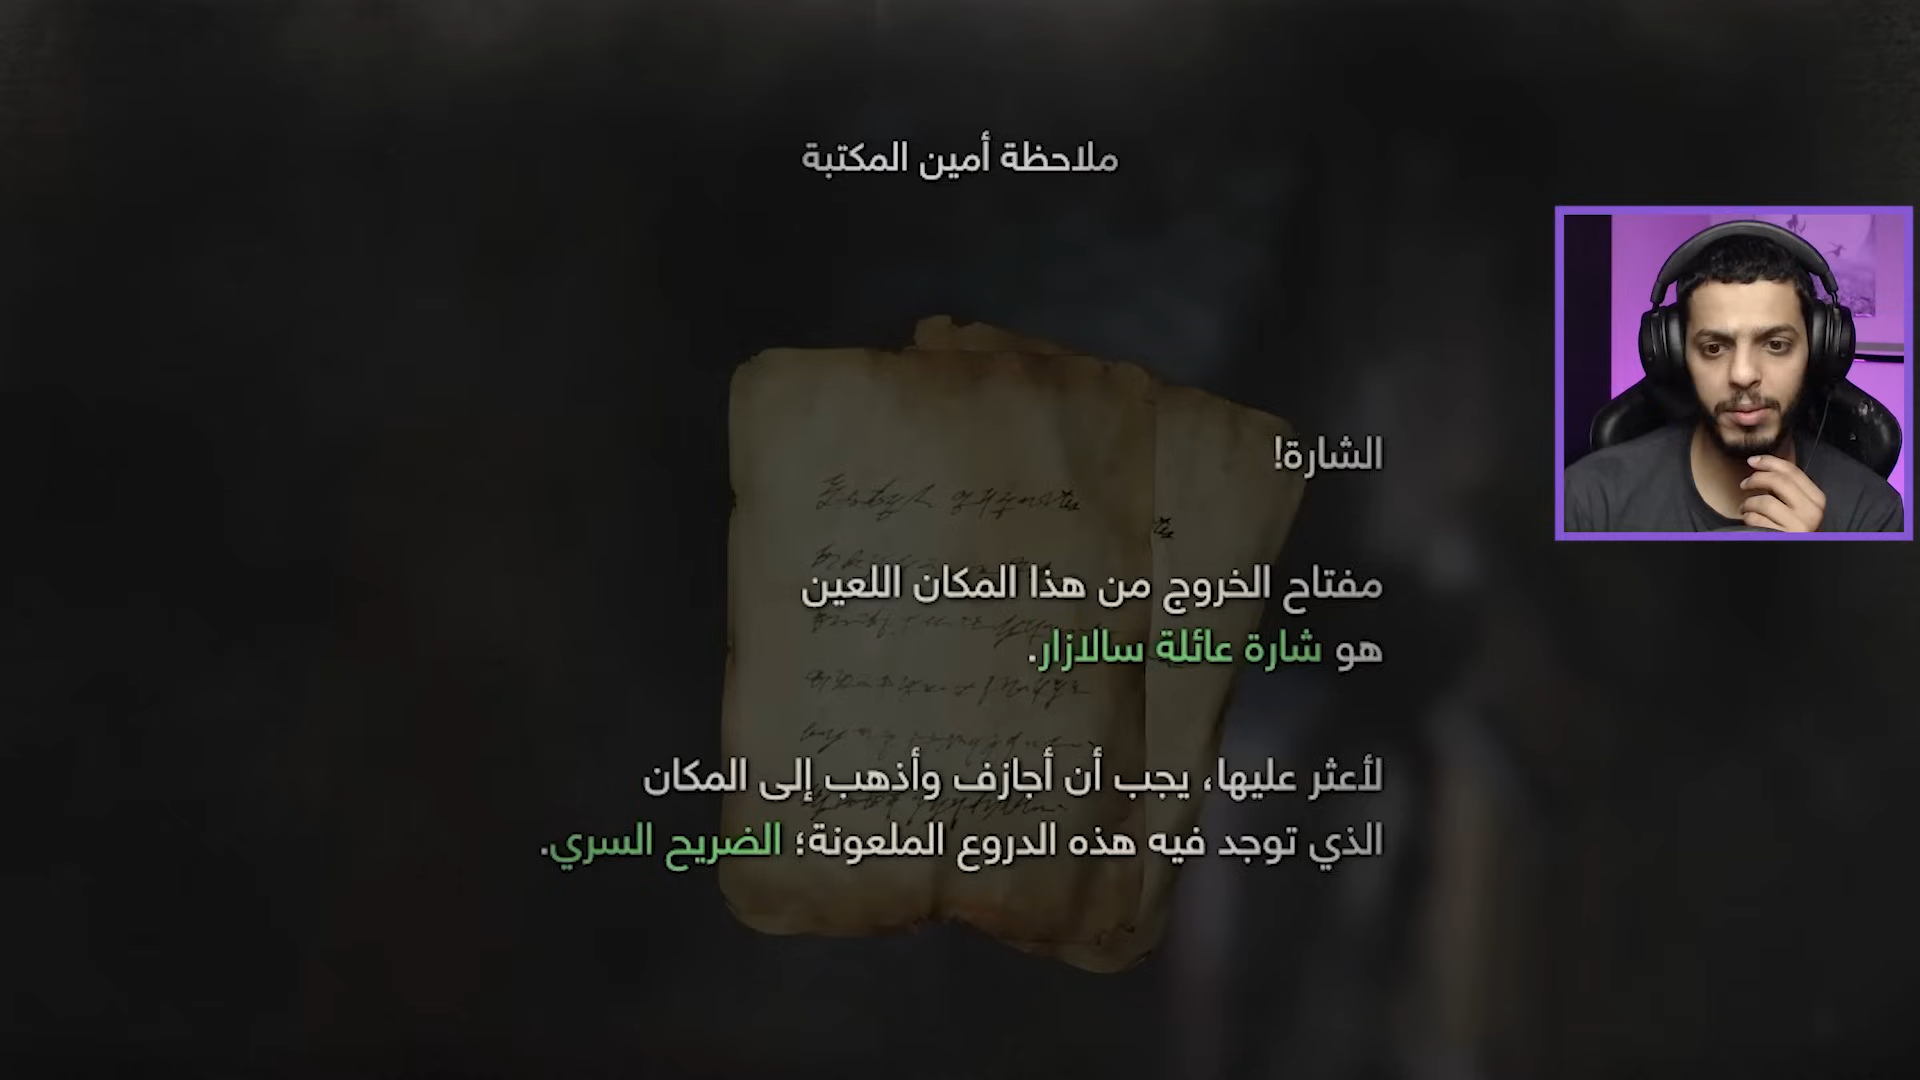 ملاحظة أمين المكتبة
الشارة!
مفتاح الخروج من هذا المكان اللعين
هو شارة عائلة سالازار.
لأعثر عليها، يجب أن أجازف وأذهب إلى المكان
الذي توجد فيه هذه الدروع الملعونة؛ الضريح السري.